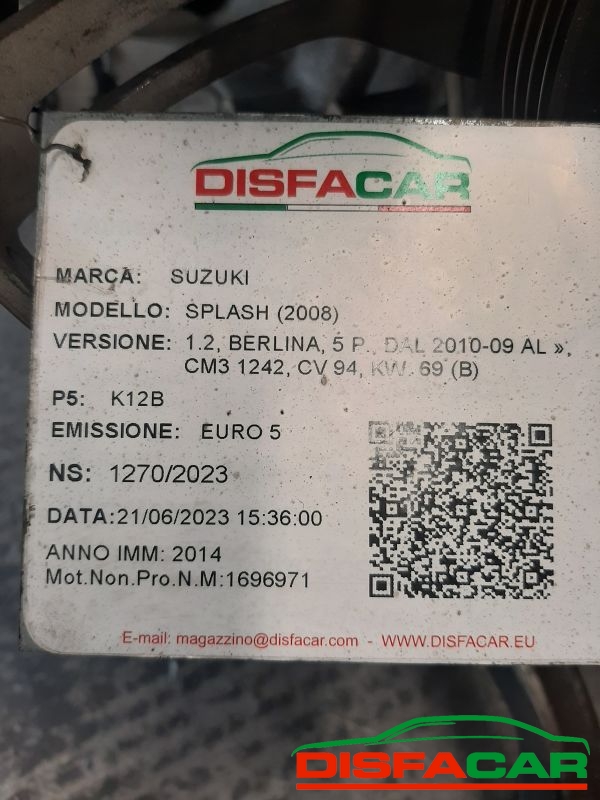 DISFACAR
MARCA: SUZUKI
MODELLO: SPLASH (2008)
VERSIONE: 1.2, BERLINA, 5 P., DAL 2010-09 AL »,
CM3 1242, CV 94, KW. 69 (B)
P5: K12B
EMISSIONE: EURO 5
NS: 1270/2023
DATA:21/06/2023 15:36:00
ANNO IMM: 2014
Mot.Non.Pro.N.M:1696971
E-mail: magazzino@disfacar.com - WWW.DISFACAR.EU
DISFACAR